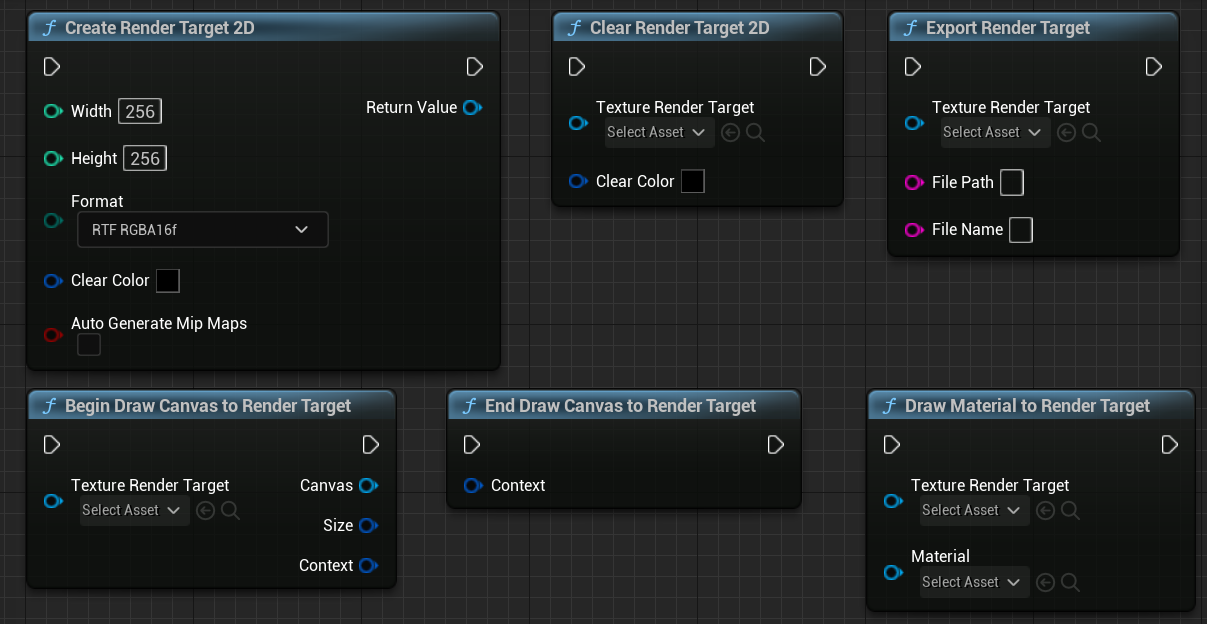 Create Render Target 2D
Width 256
Return Value
Height 256
Format
RTF RGBA16f
Clear Color
Auto Generate Mip Maps
Clear Render Target 2D
Texture Render Target
Select Asset
Clear Color
Export Render Target
Texture Render Target
Select Asset
File Path
File Name
Begin Draw Canvas to Render Target
Texture Render Target
Select Asset
Canvas
Size
Context
End Draw Canvas to Render Target
Context
Draw Material to Render Target
Texture Render Target
Select Asset
Material
Select Asset